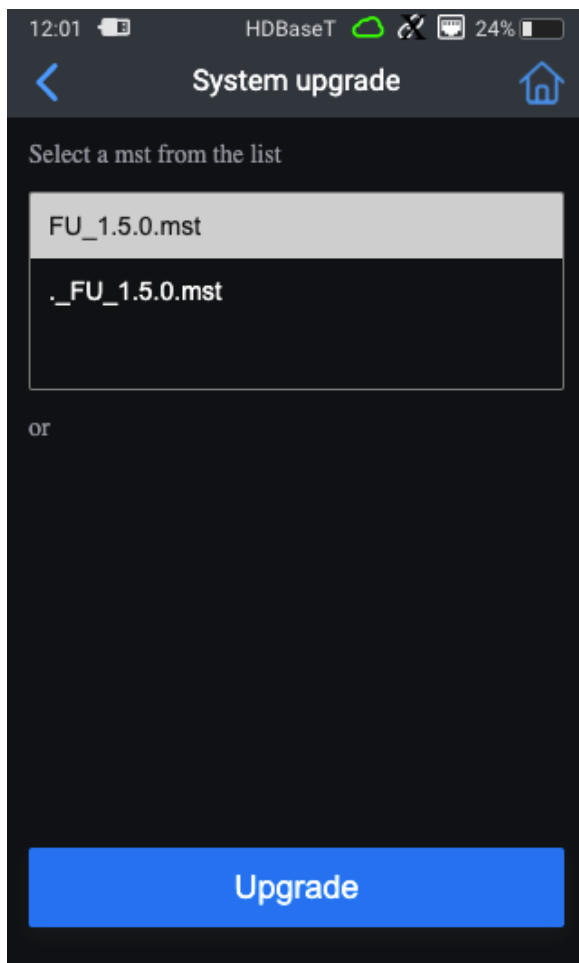 12:01 HDBaseT 24%
System upgrade
Select a mst from the list
FU_1.5.0.mst
._FU_1.5.0.mst
or
Upgrade